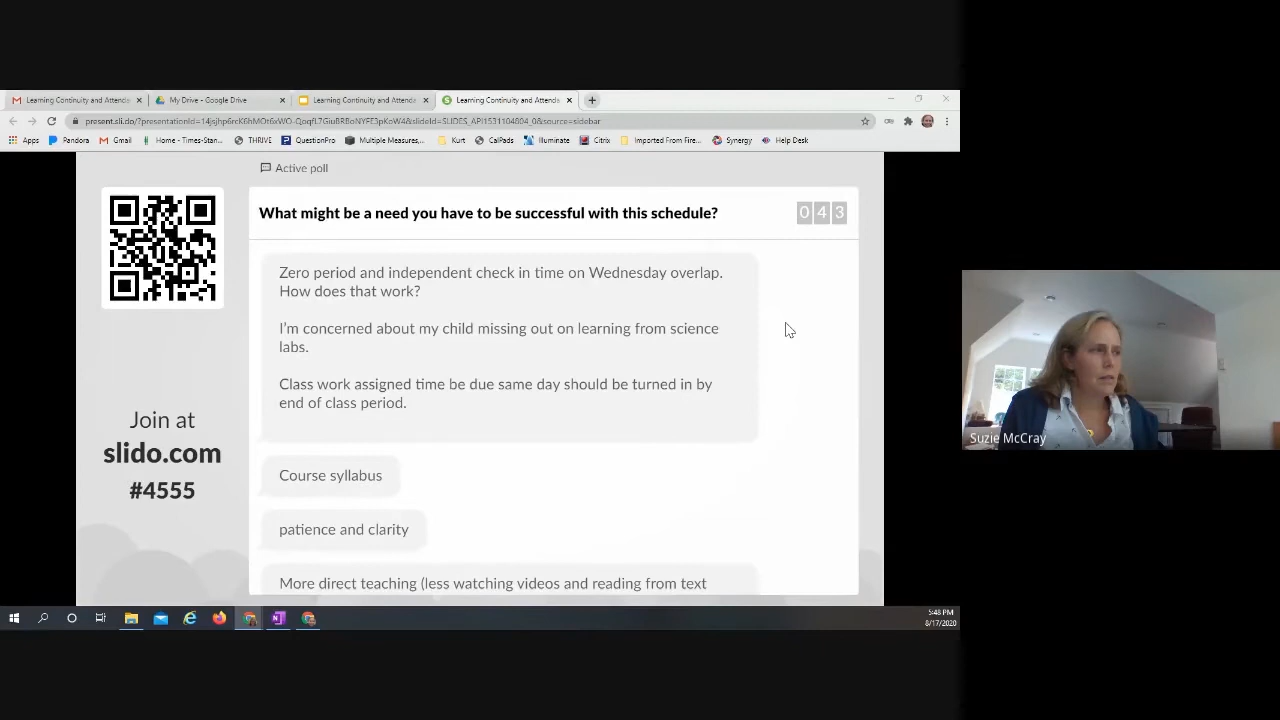 Learning Continuity and Attenda
My Drive - Google Drive
Learning Continuity and Attenda
Learning Continuity and Attenda
Apps
Pandora
Gmail
Home - Times-Stan...
THRIVE
QuestionPro
Multiple Measures,...
Kurt
CalPads
Illuminate
Citrix
Imported From Fire...
Synergy
Help Desk
Active poll
What might be a need you have to be successful with this schedule?
0 4 3
Zero period and independent check in time on Wednesday overlap.
How does that work?
I'm concerned about my child missing out on learning from science
labs.
Class work assigned time be due same day should be turned in by
end of class period.
Course syllabus
patience and clarity
More direct teaching (less watching videos and reading from text
Join at
slido.com
#4555
Suzie McCray
5:48 PM
8/17/2020